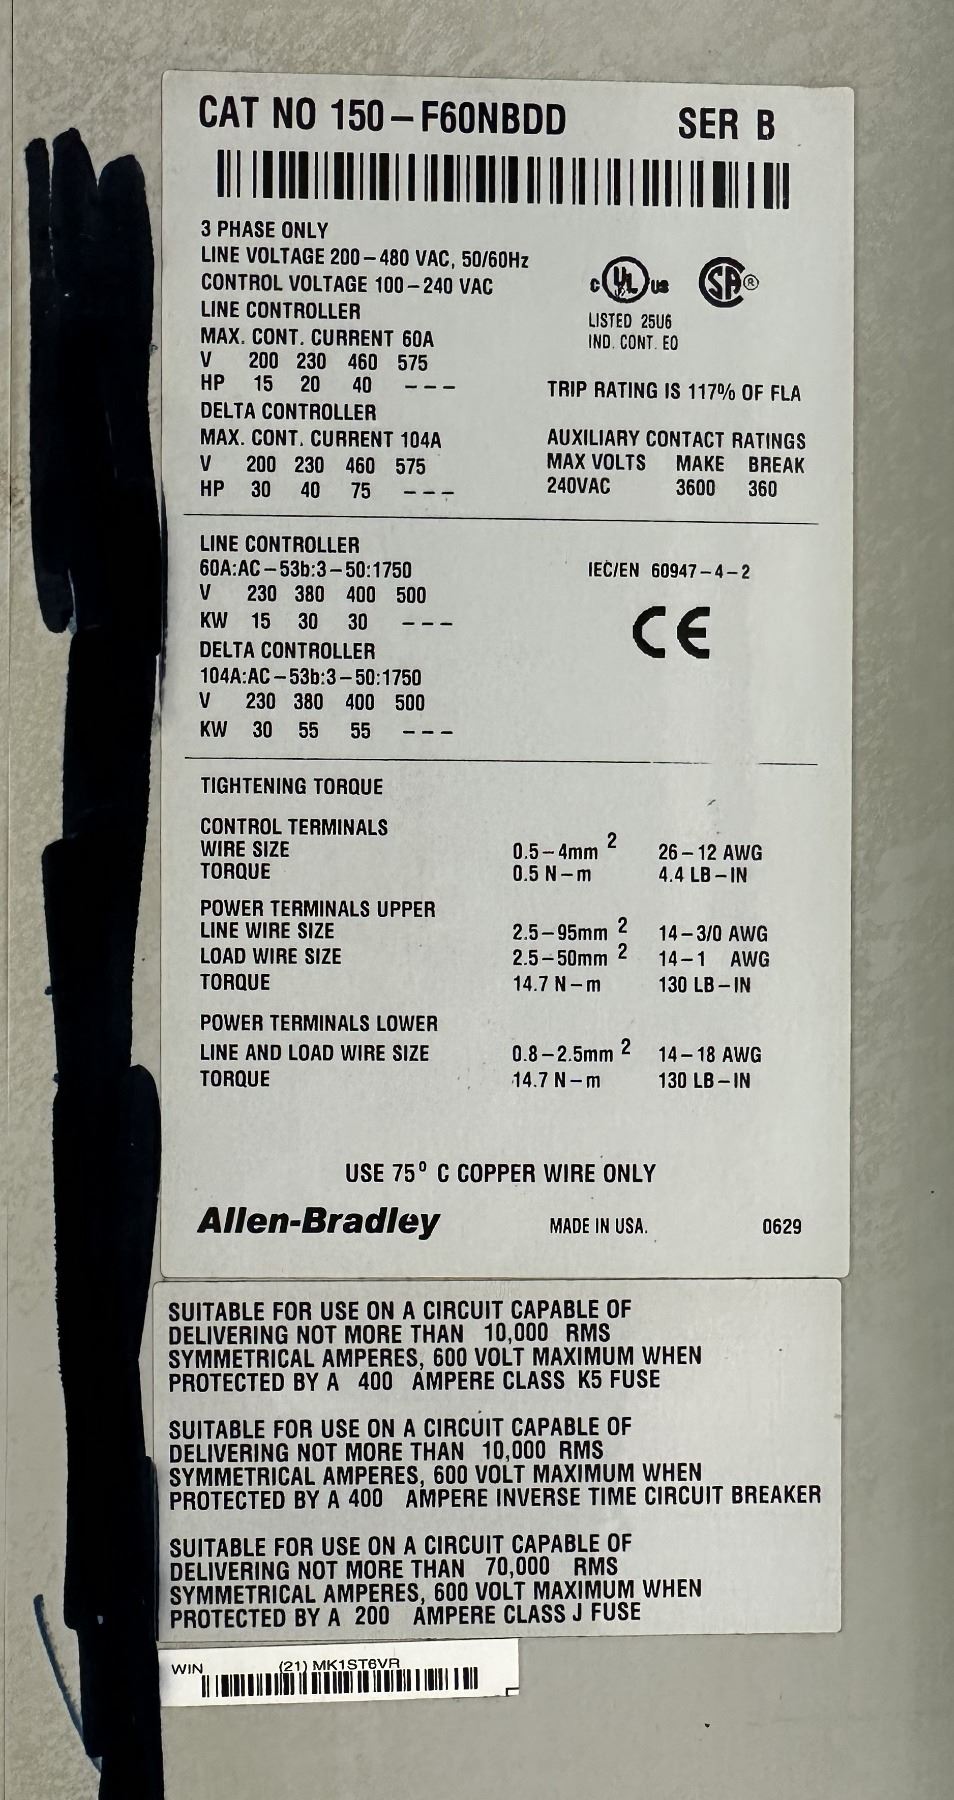 CAT NO 150-F60NBDD SER B
3 PHASE ONLY
LINE VOLTAGE 200-480 VAC, 50/60Hz
CONTROL VOLTAGE 100-240 VAC
LINE CONTROLLER
MAX. CONT. CURRENT 60A
V 200 230 460 575
HP 15 20 40 ---
DELTA CONTROLLER
MAX. CONT. CURRENT 104A
V 200 230 460 575
HP 30 40 75 ---
c UL us SA ®
LISTED 25U6
IND. CONT. EQ
TRIP RATING IS 117% OF FLA
AUXILIARY CONTACT RATINGS
MAX VOLTS MAKE BREAK
240VAC 3600 360
LINE CONTROLLER
60A:AC-53b:3-50:1750
V 230 380 400 500
KW 15 30 30 ---
DELTA CONTROLLER
104A:AC-53b:3-50:1750
V 230 380 400 500
KW 30 55 55 ---
IEC/EN 60947-4-2
CE
TIGHTENING TORQUE
CONTROL TERMINALS
WIRE SIZE 0.5-4mm 2 26-12 AWG
TORQUE 0.5 N-m 4.4 LB-IN
POWER TERMINALS UPPER
LINE WIRE SIZE 2.5-95mm 2 14-3/0 AWG
LOAD WIRE SIZE 2.5-50mm 2 14-1 AWG
TORQUE 14.7 N-m 130 LB-IN
POWER TERMINALS LOWER
LINE AND LOAD WIRE SIZE 0.8-2.5mm 2 14-18 AWG
TORQUE 14.7 N-m 130 LB-IN
USE 75° C COPPER WIRE ONLY
Allen-Bradley MADE IN USA. 0629
SUITABLE FOR USE ON A CIRCUIT CAPABLE OF
DELIVERING NOT MORE THAN 10,000 RMS
SYMMETRICAL AMPERES, 600 VOLT MAXIMUM WHEN
PROTECTED BY A 400 AMPERE CLASS K5 FUSE
SUITABLE FOR USE ON A CIRCUIT CAPABLE OF
DELIVERING NOT MORE THAN 10,000 RMS
SYMMETRICAL AMPERES, 600 VOLT MAXIMUM WHEN
PROTECTED BY A 400 AMPERE INVERSE TIME CIRCUIT BREAKER
SUITABLE FOR USE ON A CIRCUIT CAPABLE OF
DELIVERING NOT MORE THAN 70,000 RMS
SYMMETRICAL AMPERES, 600 VOLT MAXIMUM WHEN
PROTECTED BY A 200 AMPERE CLASS J FUSE
WIN (21) MK1ST6VR